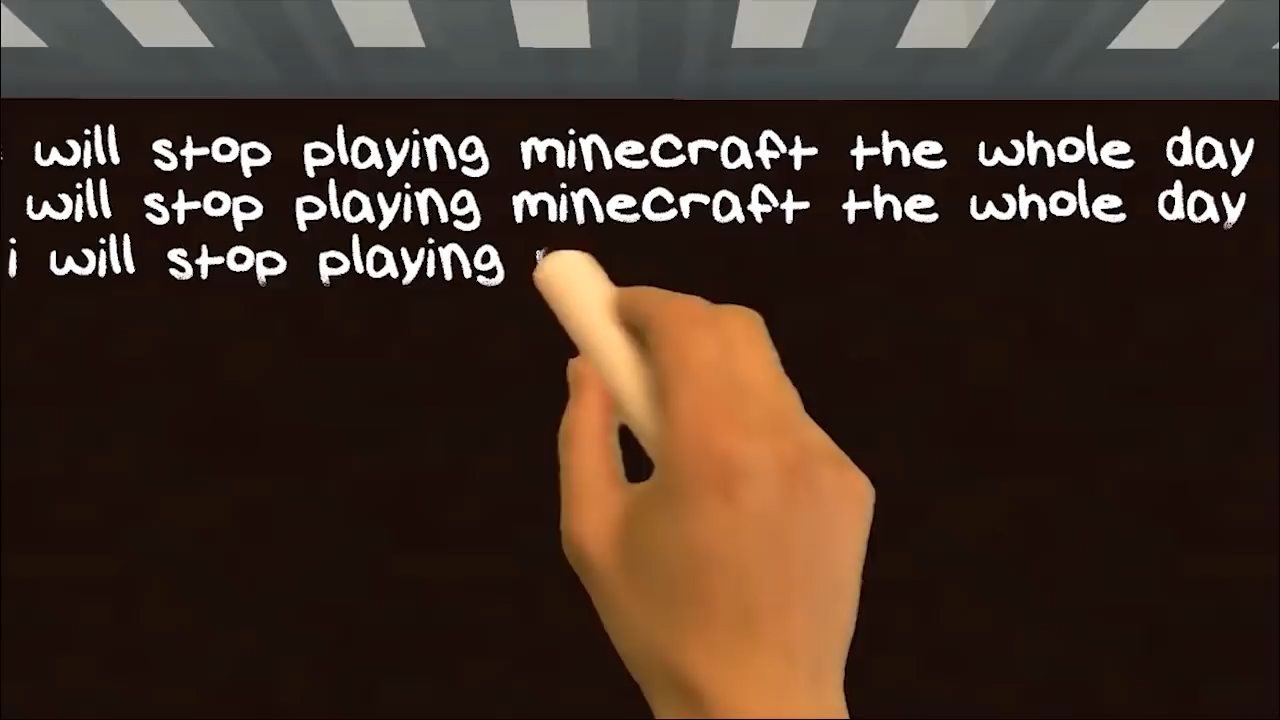 will stop playing minecraft the whole day
will stop playing minecraft the whole day
i will stop playing